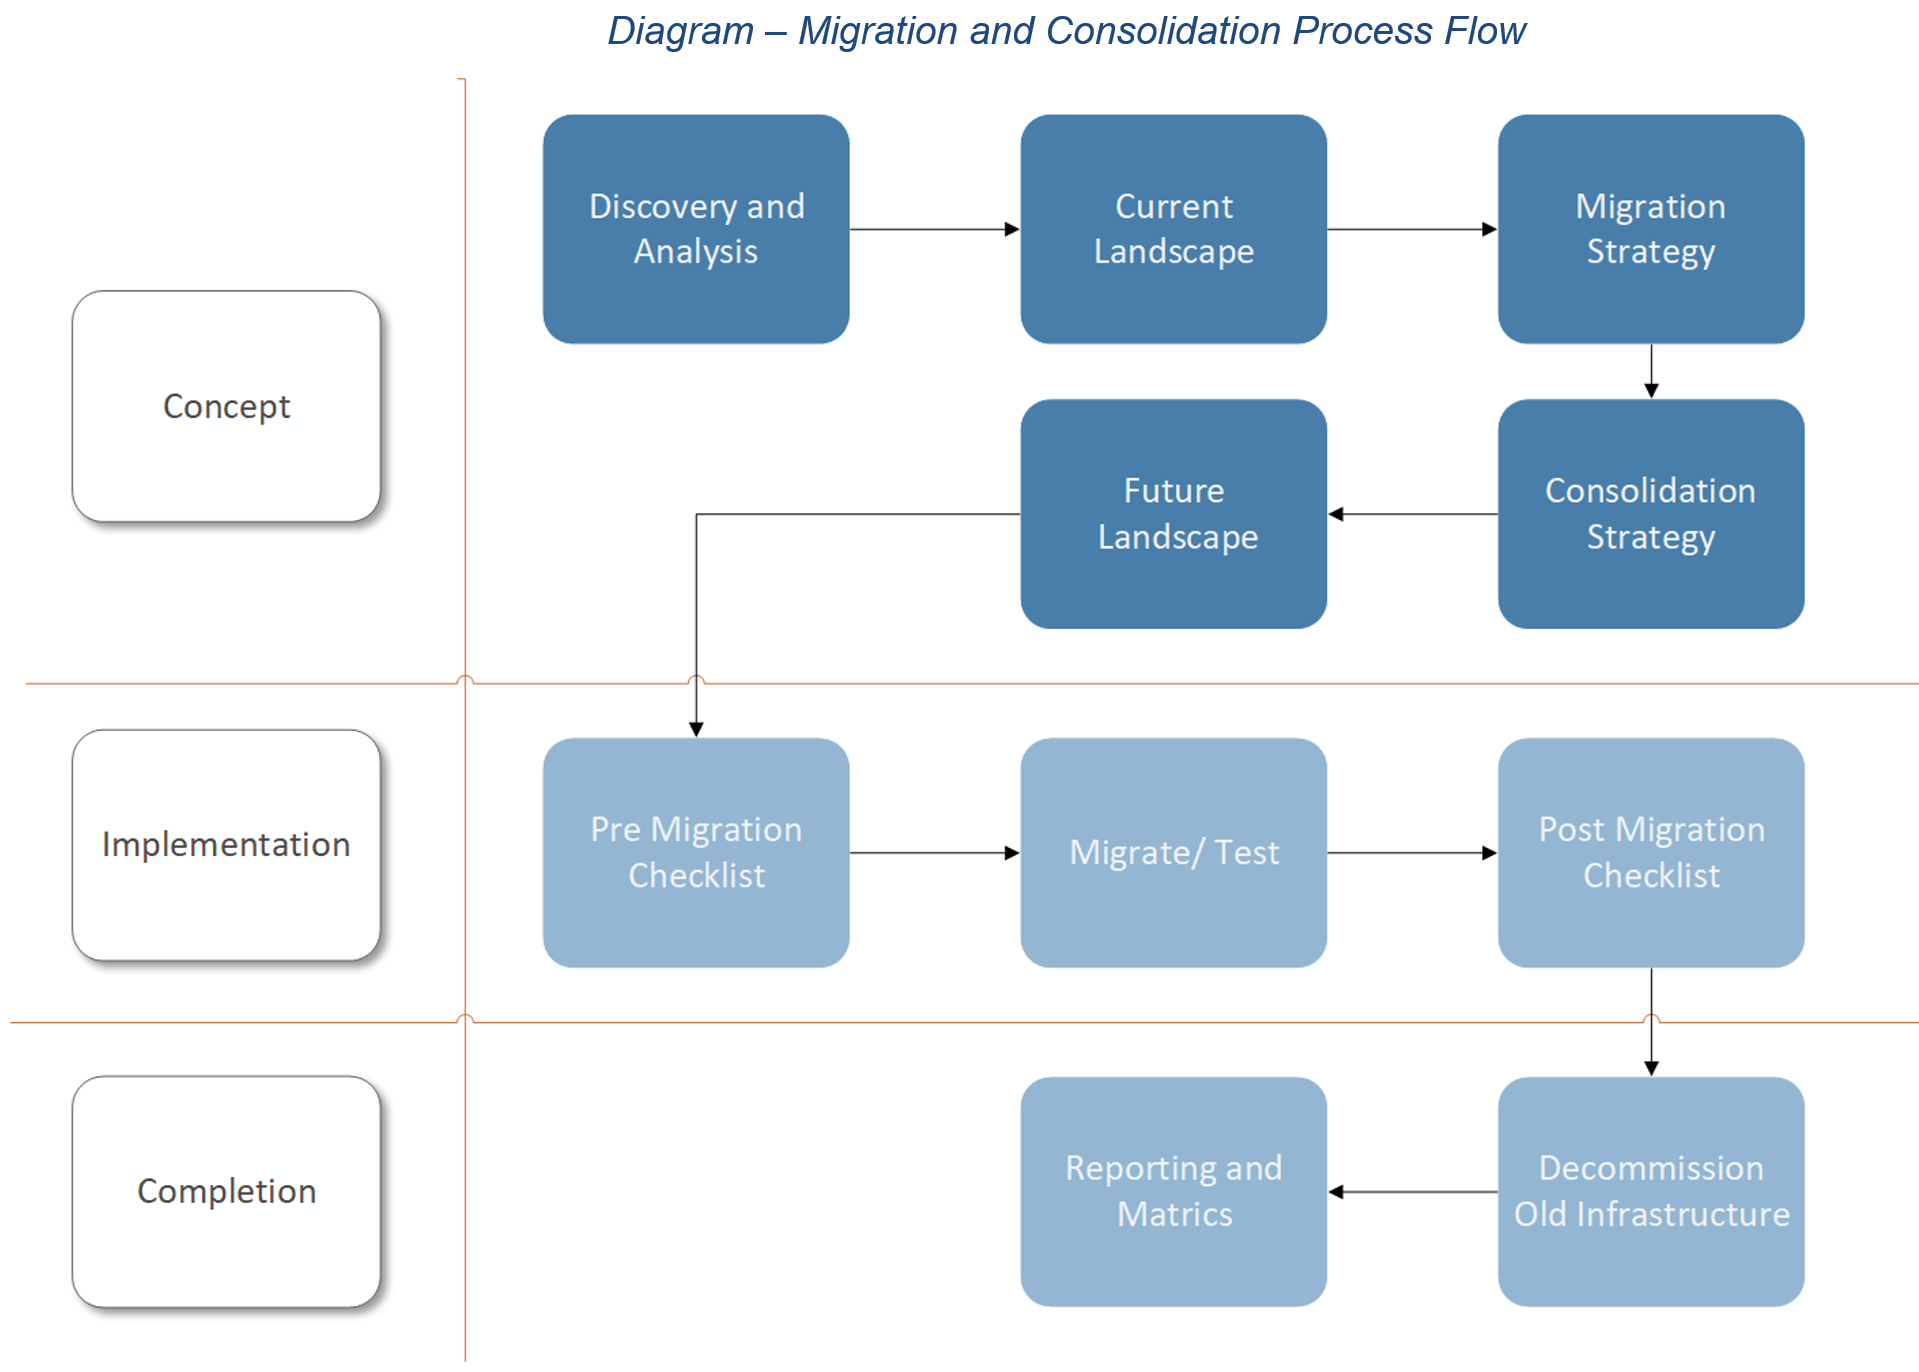 Diagram – Migration and Consolidation Process Flow
Concept
Discovery and
Analysis
Current
Landscape
Migration
Strategy
Future
Landscape
Consolidation
Strategy
Implementation
Pre Migration
Checklist
Migrate/ Test
Post Migration
Checklist
Completion
Reporting and
Matrics
Decommission
Old Infrastructure